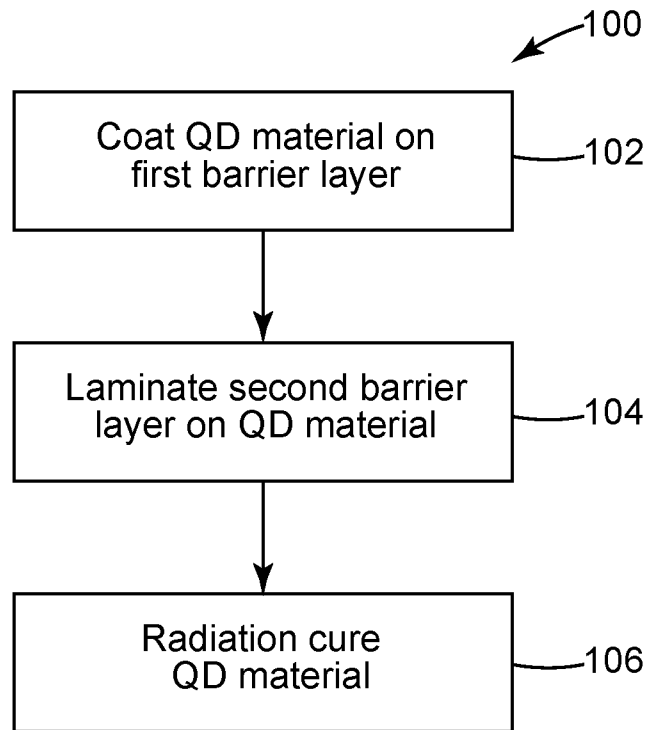 100
Coat QD material on
first barrier layer
102
Laminate second barrier
layer on QD material
104
Radiation cure
QD material
106